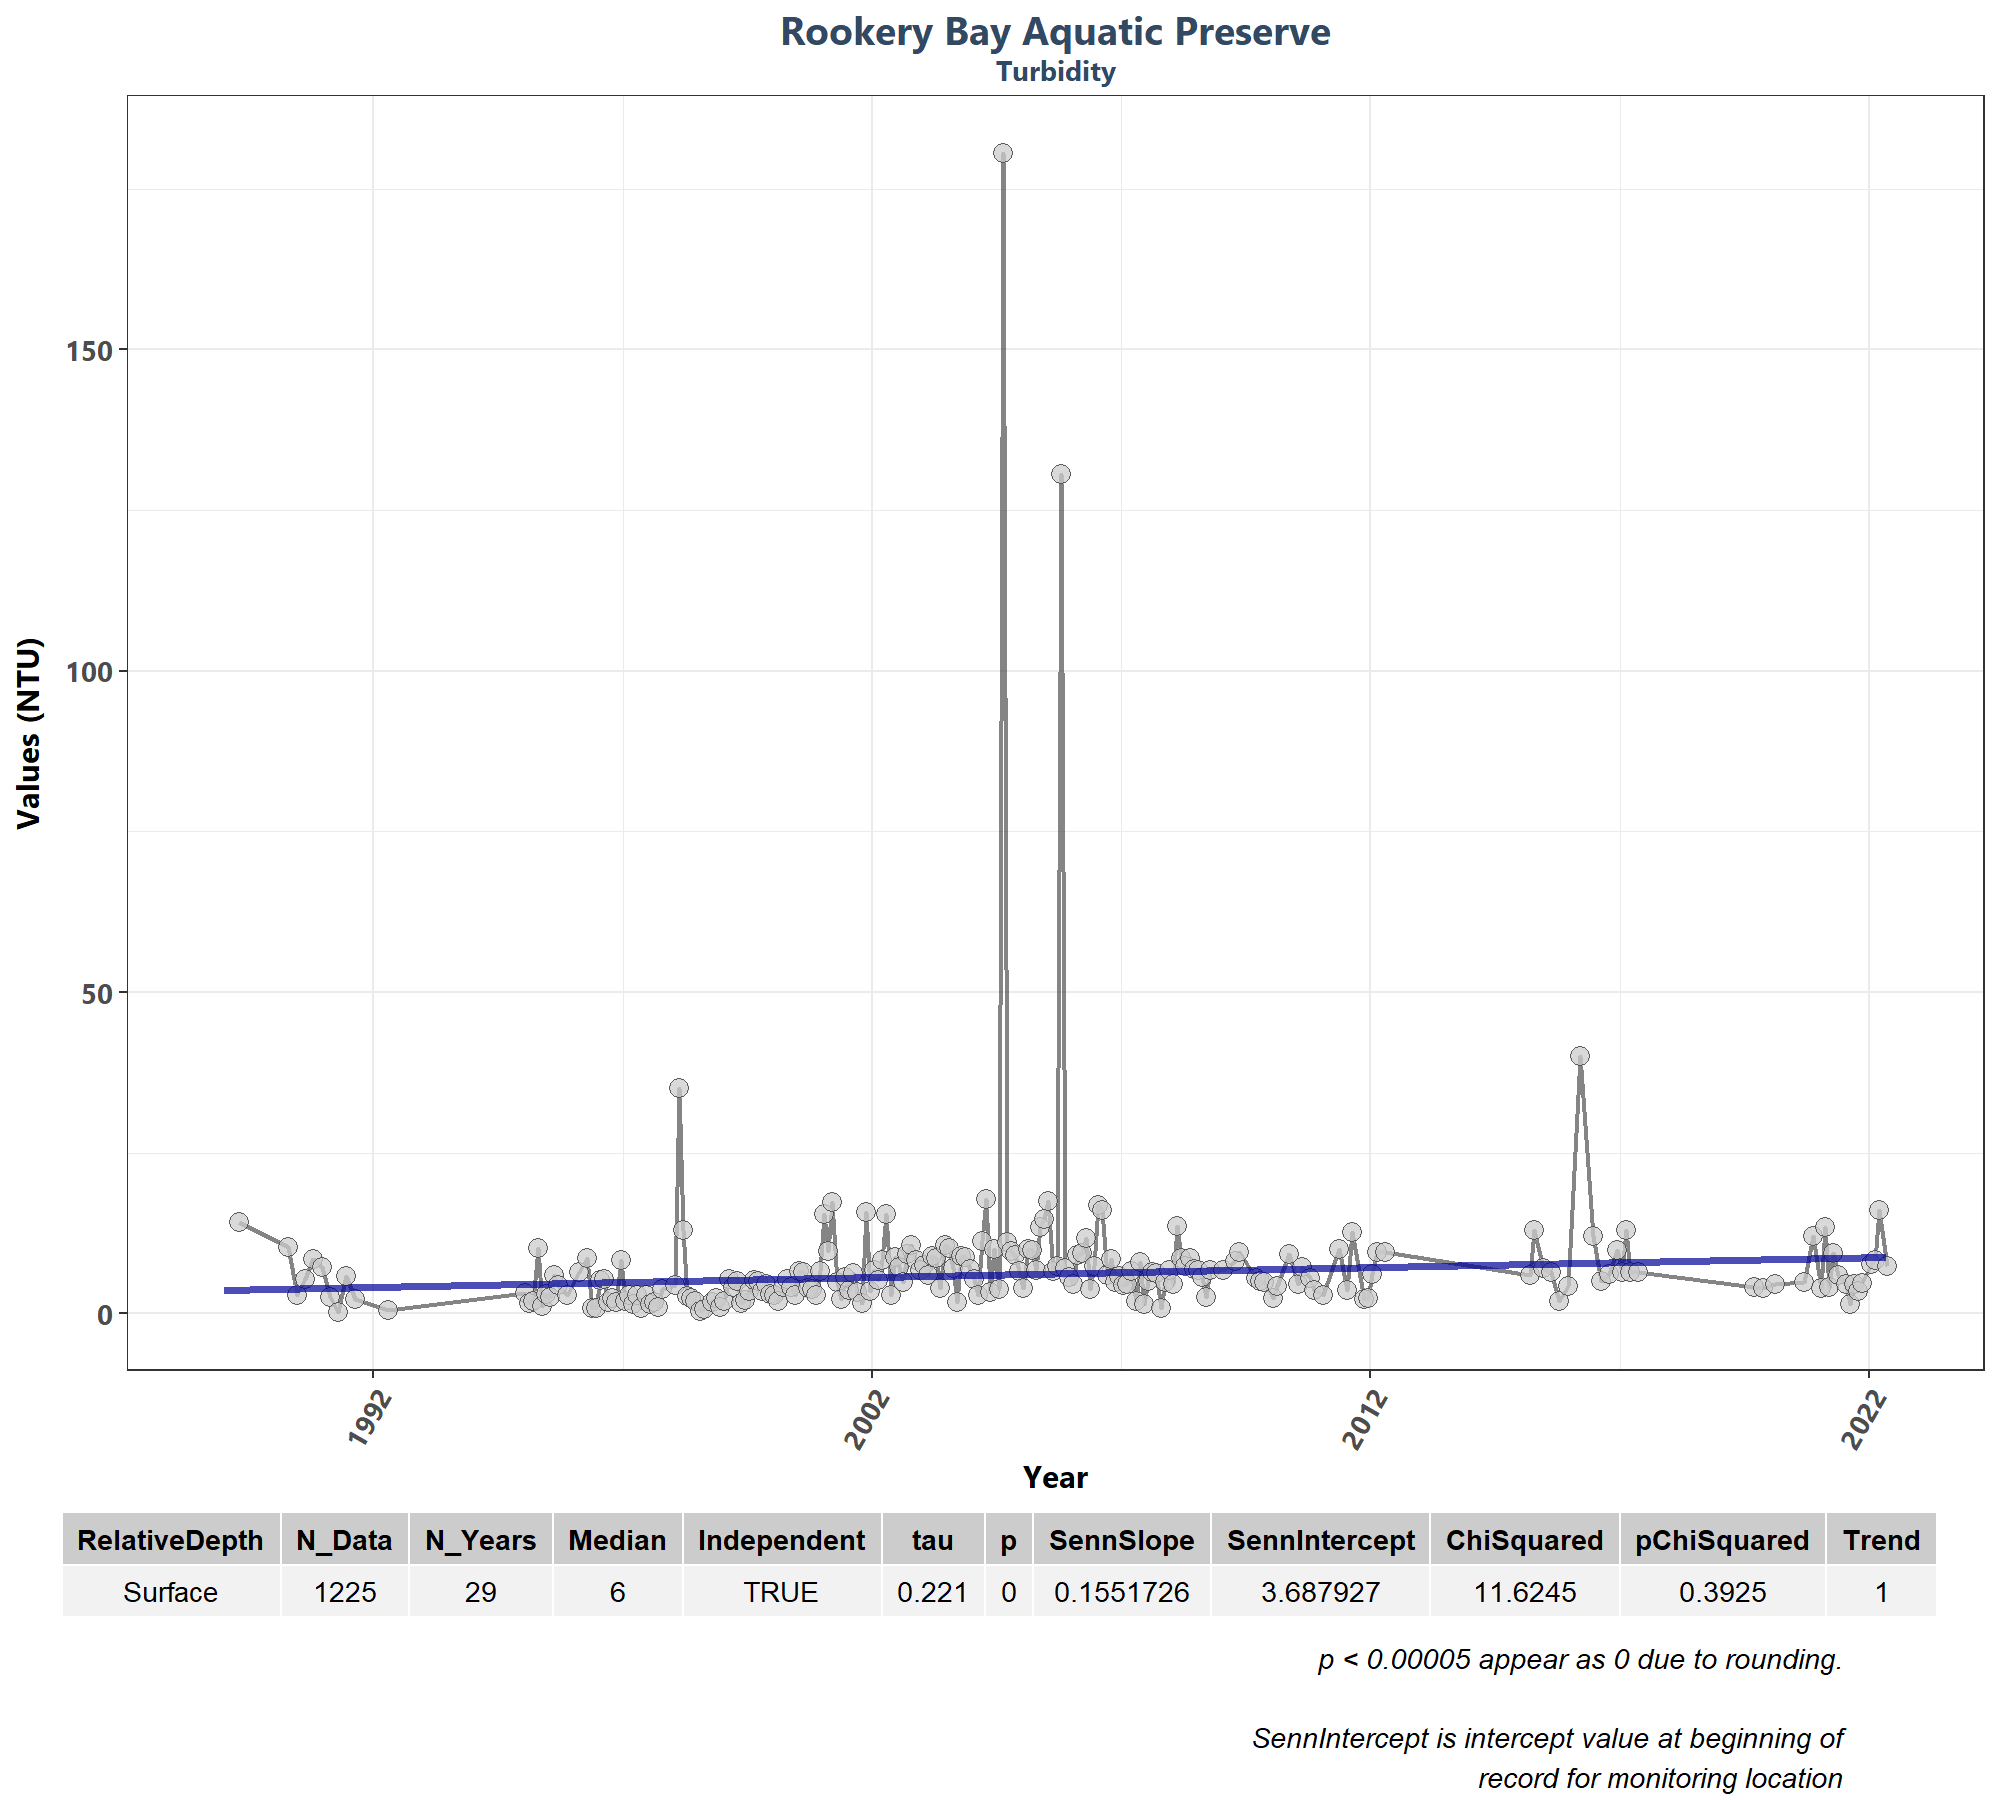 Rookery Bay Aquatic Preserve
Turbidity
Values (NTU)
150
100
50
0
1992
2002
2012
2022
Year
RelativeDepth N_Data N_Years Median Independent tau p SennSlope SennIntercept ChiSquared pChiSquared Trend
Surface 1225 29 6 TRUE 0.221 0 0.1551726 3.687927 11.6245 0.3925 1
p < 0.00005 appear as 0 due to rounding.
SennIntercept is intercept value at beginning of
record for monitoring location